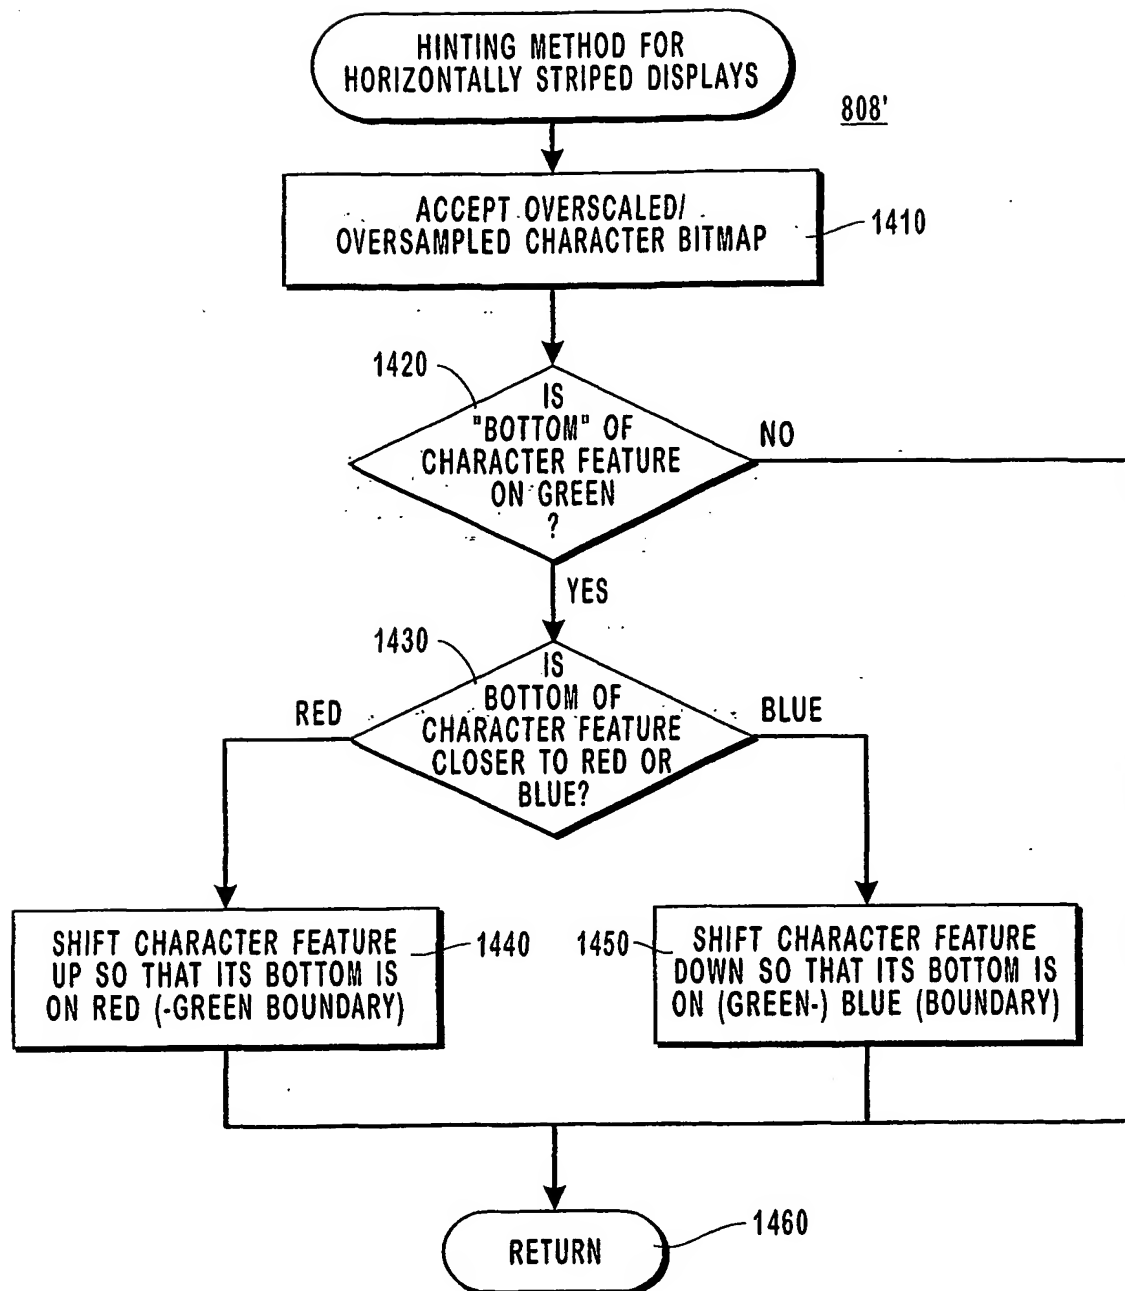 HINTING METHOD FOR
HORIZONTALLY STRIPED DISPLAYS
808'
ACCEPT OVERSCALED/
OVERSAMPLED CHARACTER BITMAP
1410
1420
IS
"BOTTOM" OF
CHARACTER FEATURE
ON GREEN
?
NO
YES
1430
IS
BOTTOM OF
CHARACTER FEATURE
CLOSER TO RED OR
BLUE?
RED
BLUE
SHIFT CHARACTER FEATURE
UP SO THAT ITS BOTTOM IS
ON RED (-GREEN BOUNDARY)
1440
1450
SHIFT CHARACTER FEATURE
DOWN SO THAT ITS BOTTOM IS
ON (GREEN-) BLUE (BOUNDARY)
RETURN
1460